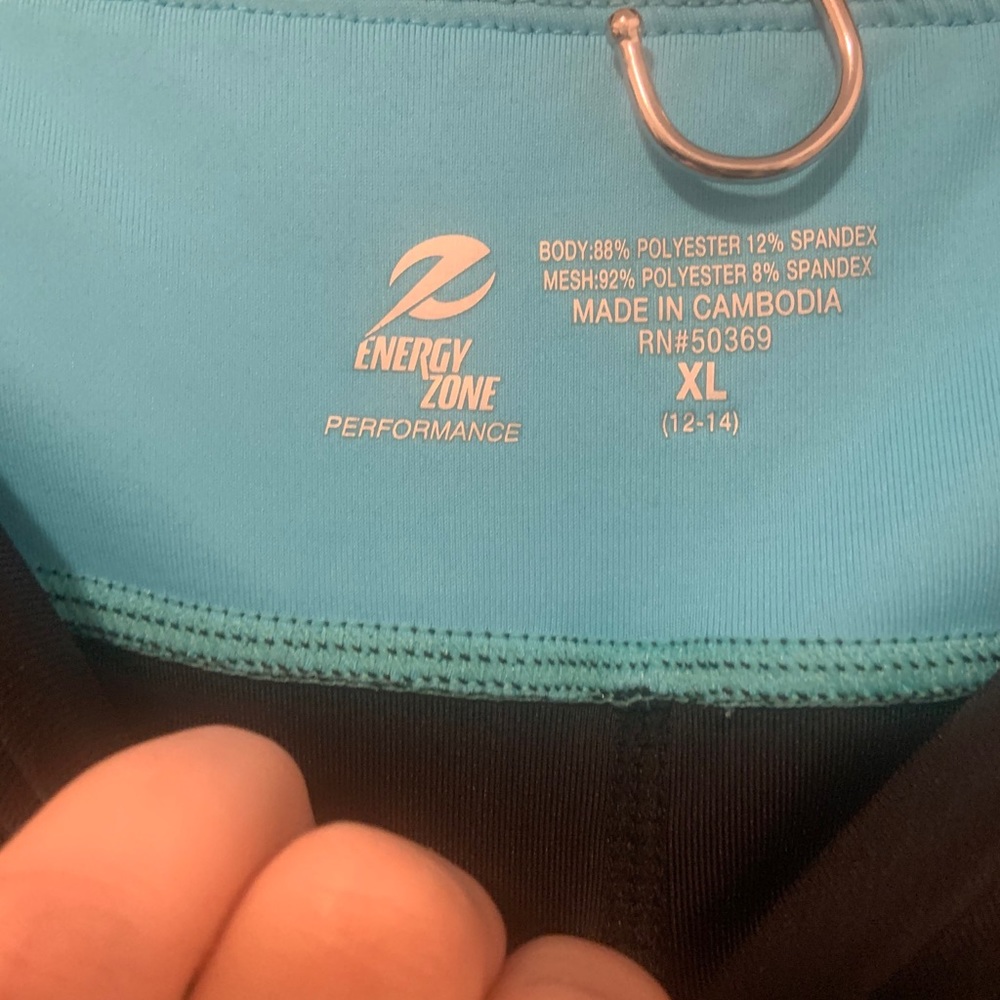 ENERGY
ZONE
PERFORMANCE
BODY:88% POLYESTER 12% SPANDEX
MESH:92% POLYESTER 8% SPANDEX
MADE IN CAMBODIA
RN#50369
XL
(12-14)